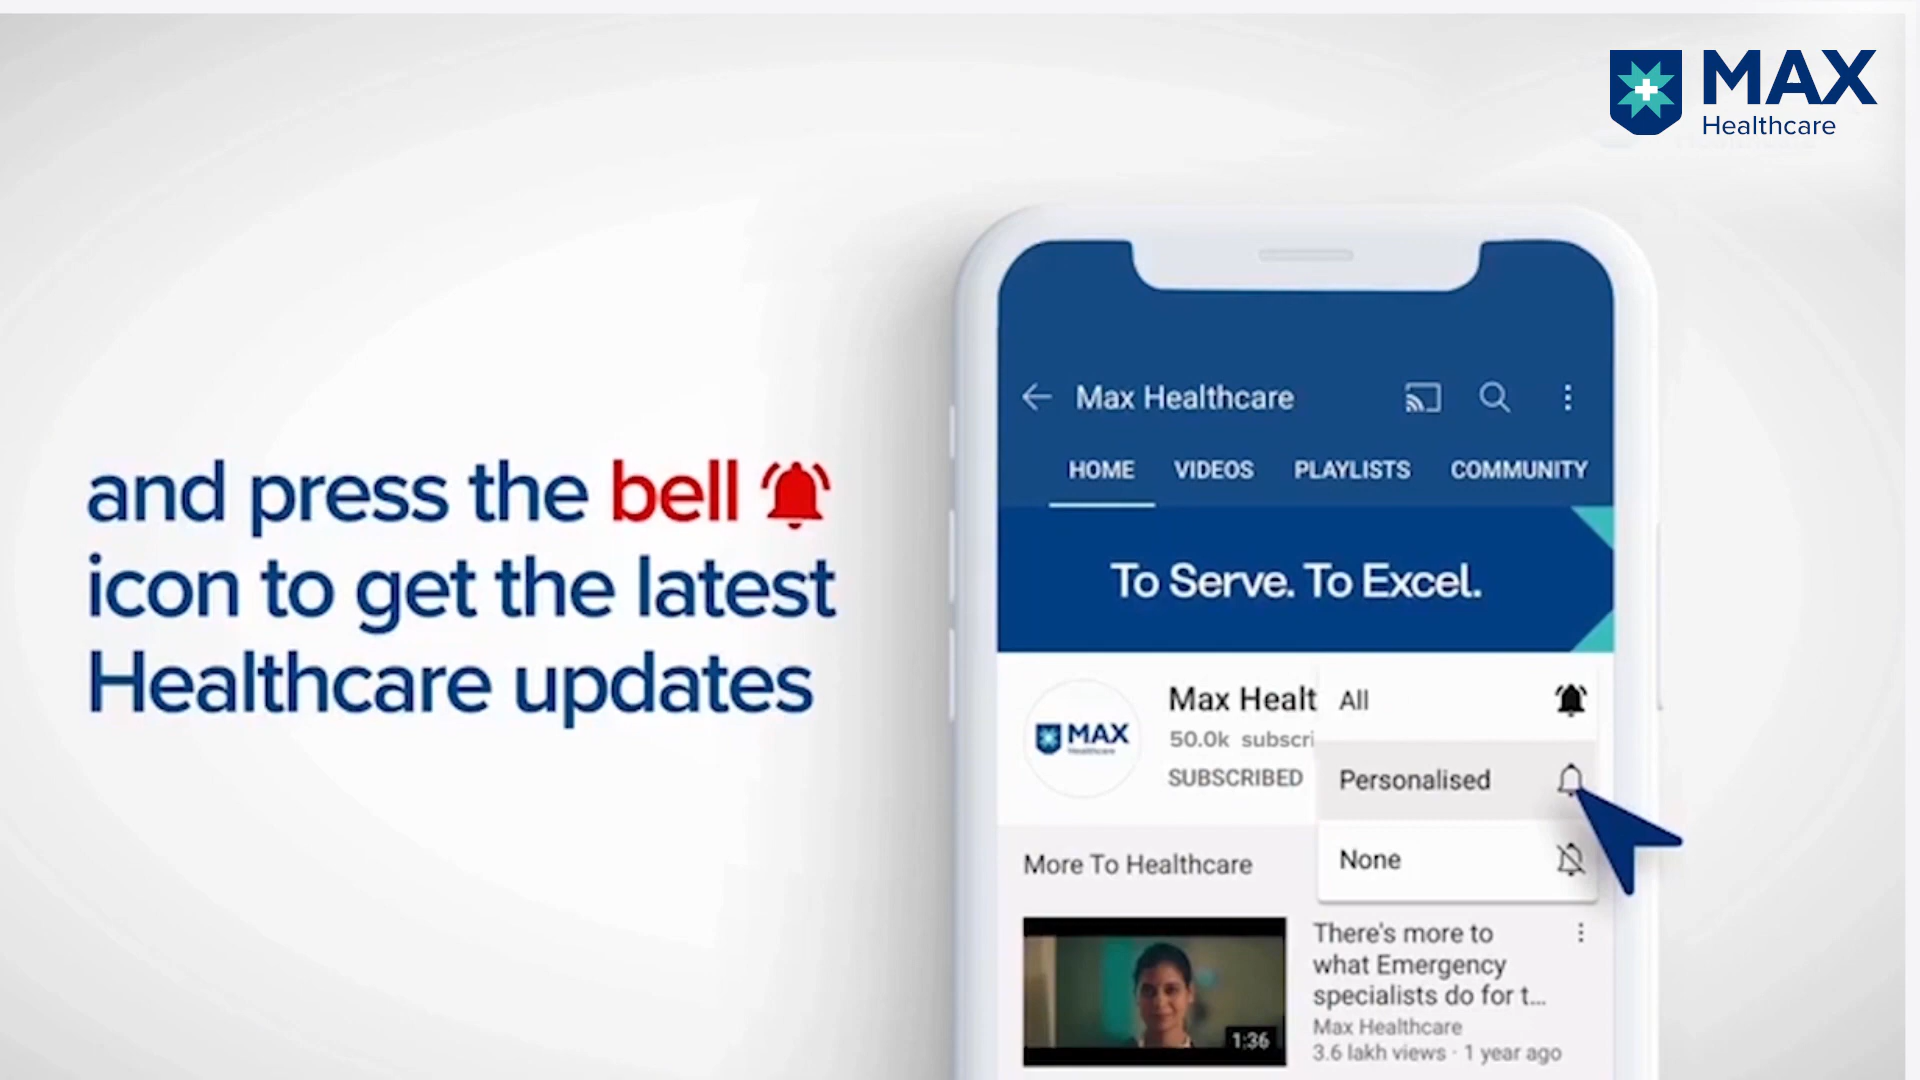 MAX
Healthcare
and press the bell
icon to get the latest
Healthcare updates
Max Healthcare
HOME VIDEOS PLAYLISTS COMMUNITY
To Serve. To Excel.
MAX
Healthcare
Max Healt
50.0k subscri
SUBSCRIBED
All
Personalised
None
More To Healthcare
1:36
There's more to
what Emergency
specialists do for t...
Max Healthcare
3.6 lakh views · 1 year ago